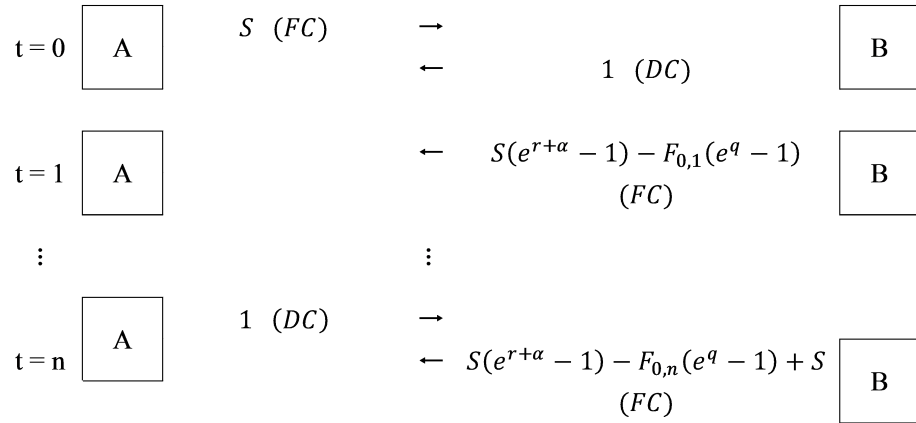 t = 0 A S (FC) → B
← 1 (DC)
t = 1 A ← S(e^{r+α} − 1) − F_{0,1}(e^q − 1) B
(FC)
⋮ ⋮
t = n A 1 (DC) → B
← S(e^{r+α} − 1) − F_{0,n}(e^q − 1) + S
(FC)